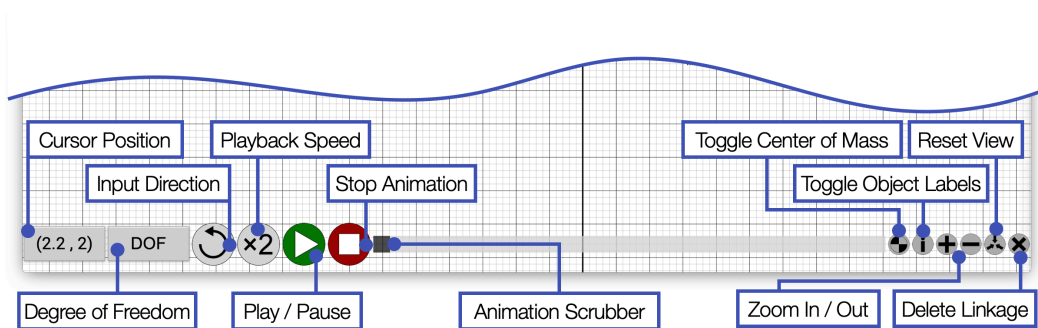 Cursor Position
Playback Speed
Toggle Center of Mass
Reset View
Input Direction
Stop Animation
Toggle Object Labels
(2.2 , 2)
DOF
×2
i
Degree of Freedom
Play / Pause
Animation Scrubber
Zoom In / Out
Delete Linkage